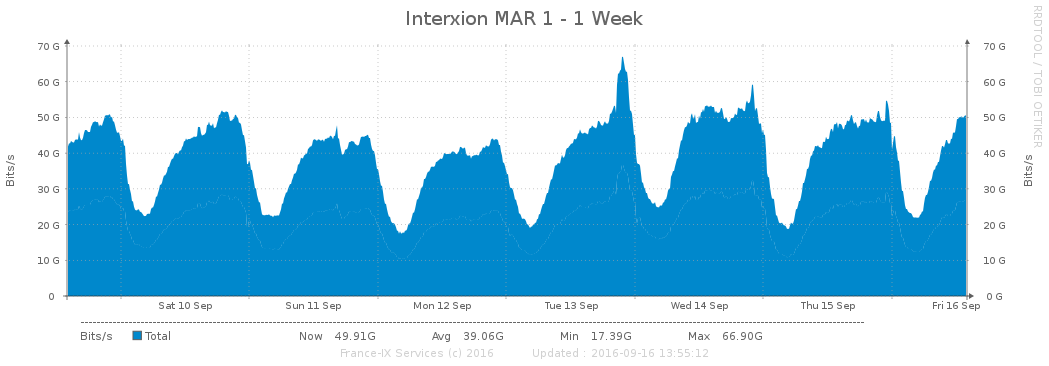 Interxion MAR 1 - 1 Week
RRDTOOL / TOBI OETIKER
Bits/s
70 G
60 G
50 G
40 G
30 G
20 G
10 G
0
70 G
60 G
50 G
40 G
30 G
20 G
10 G
0 G
Bits/s
Sat 10 Sep Sun 11 Sep Mon 12 Sep Tue 13 Sep Wed 14 Sep Thu 15 Sep Fri 16 Sep
Bits/s Total Now 49.91G Avg 39.06G Min 17.39G Max 66.90G
France-IX Services (c) 2016 Updated : 2016-09-16 13:55:12